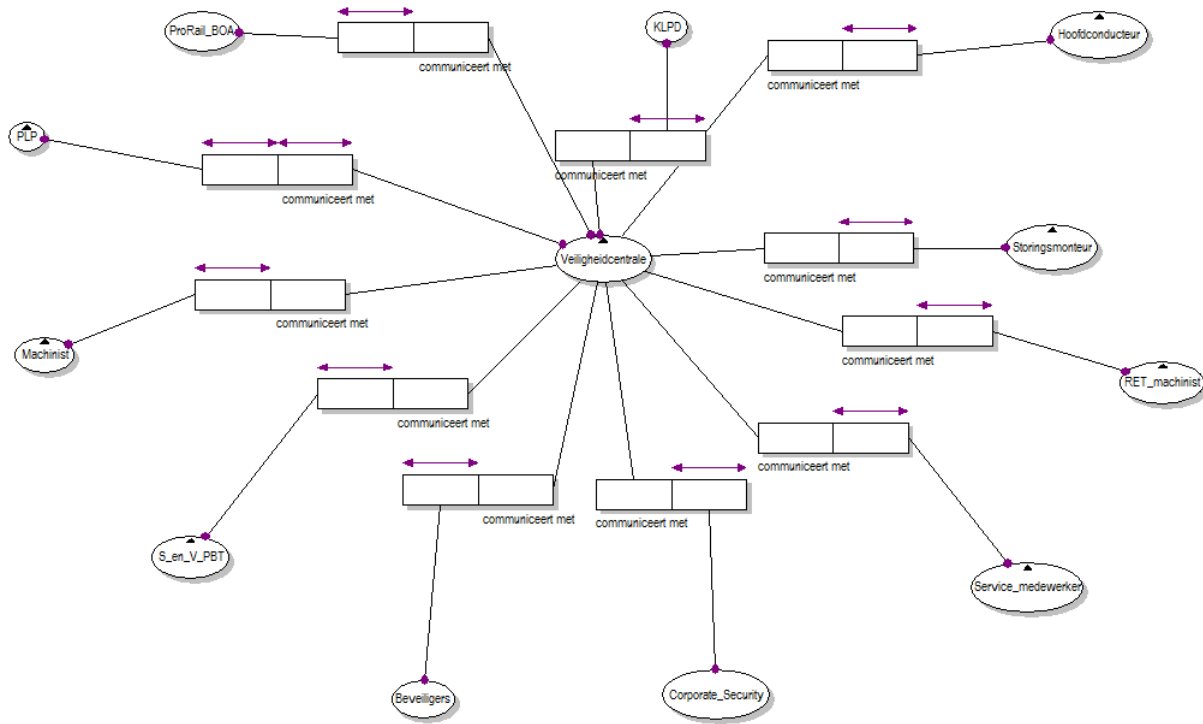 ProRail_BOA
KLPD
Hoofdconducteur
communiceert met
communiceert met
PLP
communiceert met
communiceert met
Veiligheidcentrale
Storingsmonteur
communiceert met
communiceert met
communiceert met
Machinist
RET_machinist
communiceert met
communiceert met
communiceert met
communiceert met
S_en_V_PBT
Service_medewerker
Beveiligers
Corporate_Security